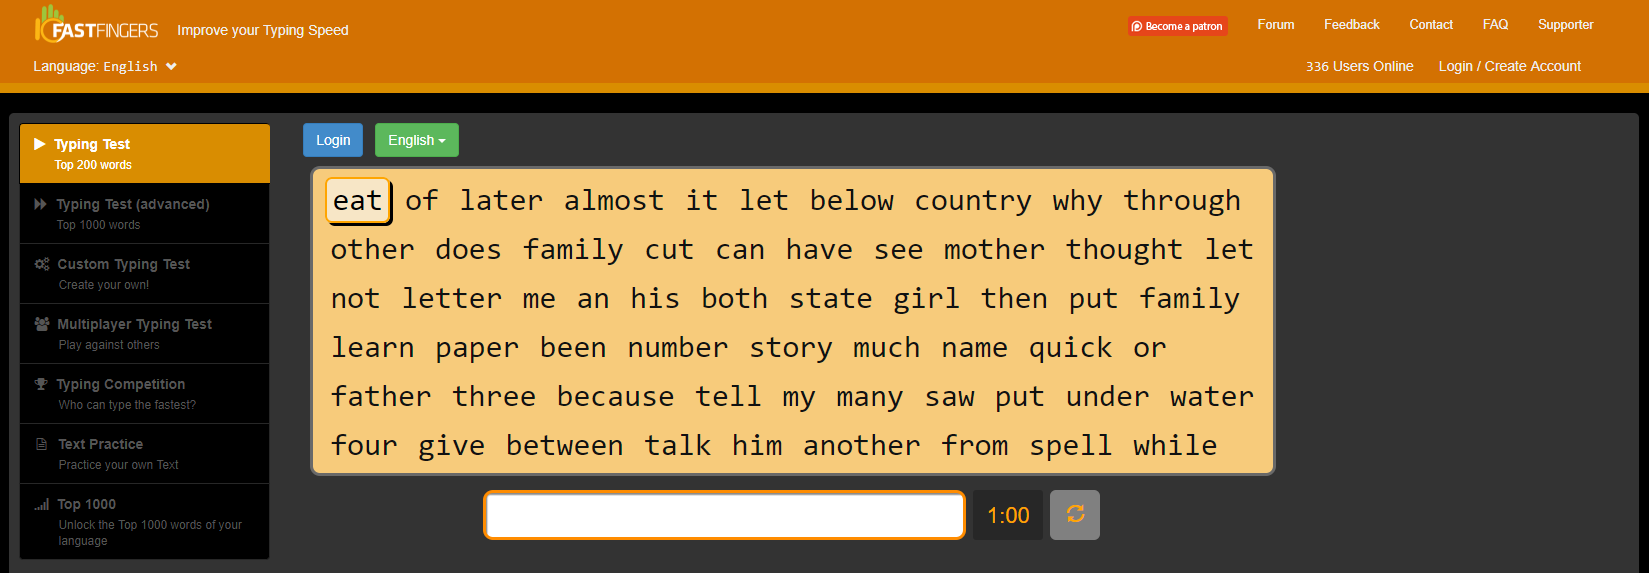 FASTFINGERS
Improve your Typing Speed
Become a patron
Forum
Feedback
Contact
FAQ
Supporter
Language: English
336 Users Online
Login / Create Account
Typing Test
Top 200 words
Typing Test (advanced)
Top 1000 words
Custom Typing Test
Create your own!
Multiplayer Typing Test
Play against others
Typing Competition
Who can type the fastest?
Text Practice
Practice your own Text
Top 1000
Unlock the Top 1000 words of your
language
Login
English
eat of later almost it let below country why through
other does family cut can have see mother thought let
not letter me an his both state girl then put family
learn paper been number story much name quick or
father three because tell my many saw put under water
four give between talk him another from spell while
1:00